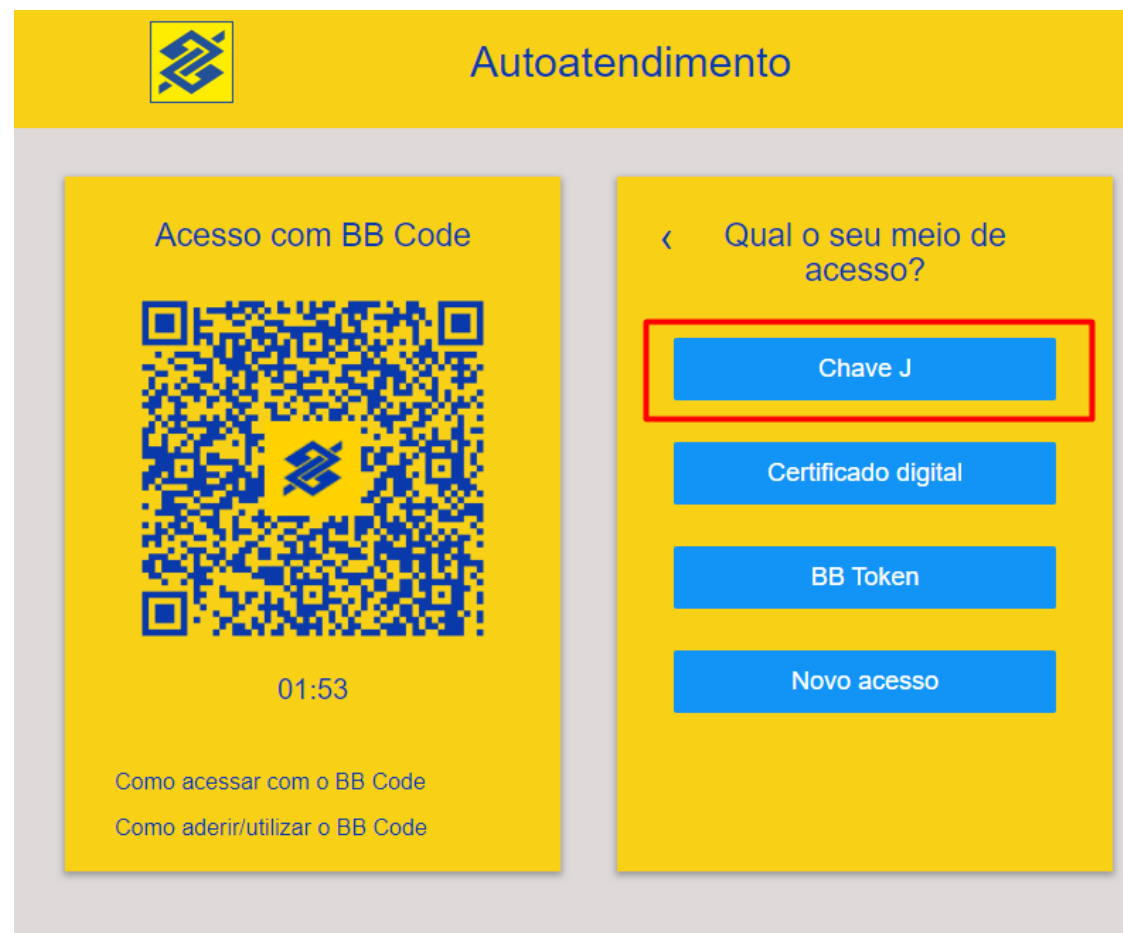 Autoatendimento
Acesso com BB Code
01:53
Como acessar com o BB Code
Como aderir/utilizar o BB Code
‹ Qual o seu meio de
acesso?
Chave J
Certificado digital
BB Token
Novo acesso